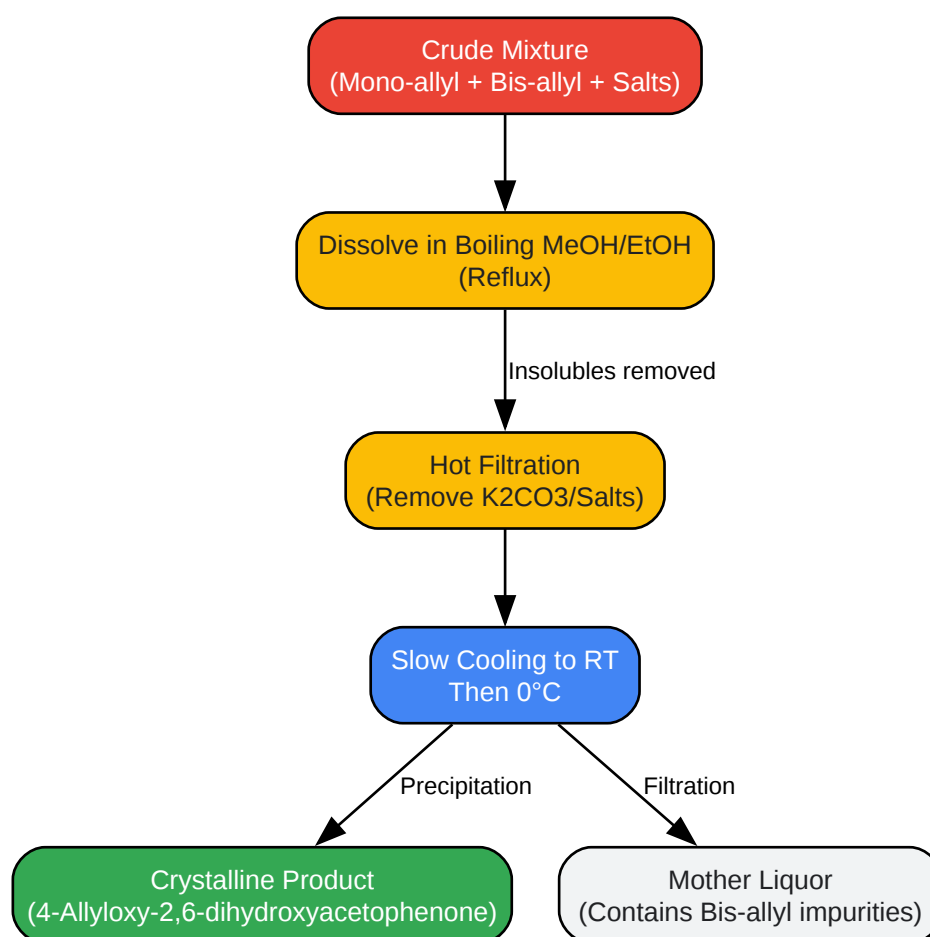 Crude Mixture
(Mono-allyl + Bis-allyl + Salts)
Dissolve in Boiling MeOH/EtOH
(Reflux)
Insolubles removed
Hot Filtration
(Remove K2CO3/Salts)
Slow Cooling to RT
Then 0°C
Precipitation
Filtration
Crystalline Product
(4-Allyloxy-2,6-dihydroxyacetophenone)
Mother Liquor
(Contains Bis-allyl impurities)